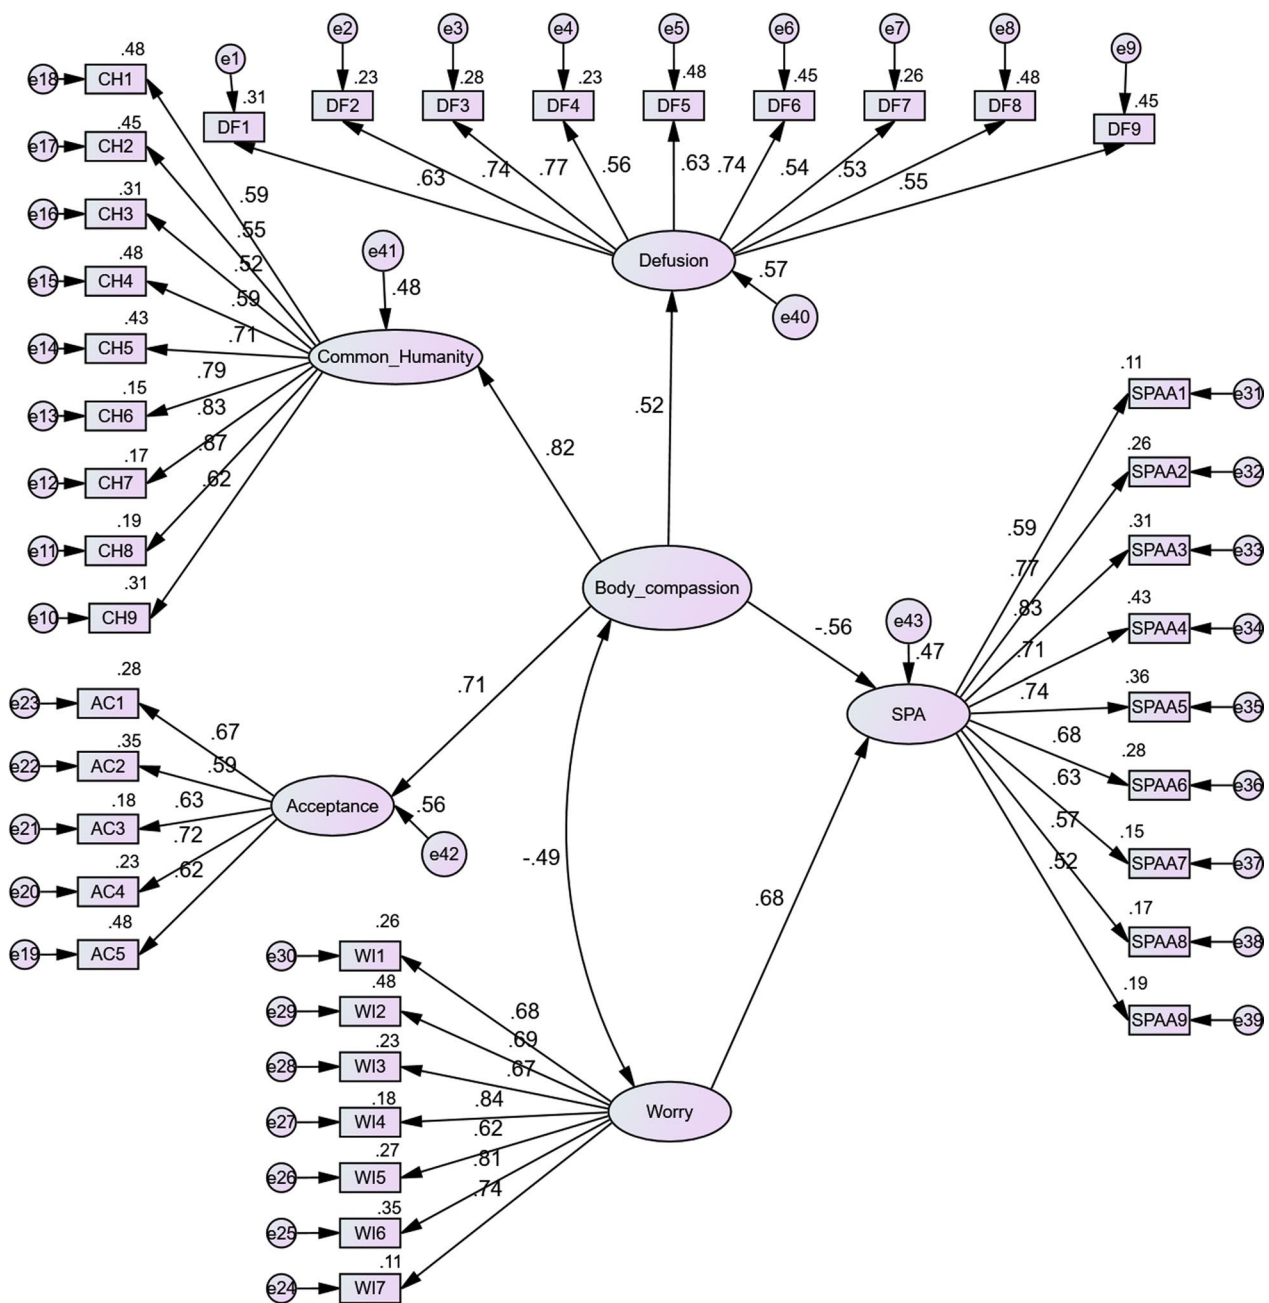 e2 e3 e4 e5 e6 e7 e8
e1 e9
.31 .23 .28 .23 .48 .45 .26 .48 .45
DF1 DF2 DF3 DF4 DF5 DF6 DF7 DF8 DF9
.63 .74 .77 .56 .63 .74 .54 .53 .55
Defusion
.57
e40
.48
e18 CH1
.45
e17 CH2
.31
e16 CH3
.48
e15 CH4
.43
e14 CH5
.15
e13 CH6
.17
e12 CH7
.19
e11 CH8
.31
e10 CH9
.59
.55
.52
.59
.71
.79
.83
.87
.62
e41
.48
Common_Humanity
.82
.52
Body_compassion
-.56
.71
-.49
.68
e43
.47
SPA
.59
.77
.83
.71
.74
.68
.63
.57
.52
.11
SPAA1 e31
.26
SPAA2 e32
.31
SPAA3 e33
.43
SPAA4 e34
.36
SPAA5 e35
.28
SPAA6 e36
.15
SPAA7 e37
.17
SPAA8 e38
.19
SPAA9 e39
.28
e23 AC1
.35
e22 AC2
.18
e21 AC3
.23
e20 AC4
.48
e19 AC5
.67
.59
.63
.72
.62
Acceptance
.56
e42
.26
e30 WI1
.48
e29 WI2
.23
e28 WI3
.18
e27 WI4
.27
e26 WI5
.35
e25 WI6
.11
e24 WI7
.68
.69
.67
.84
.62
.81
.74
Worry